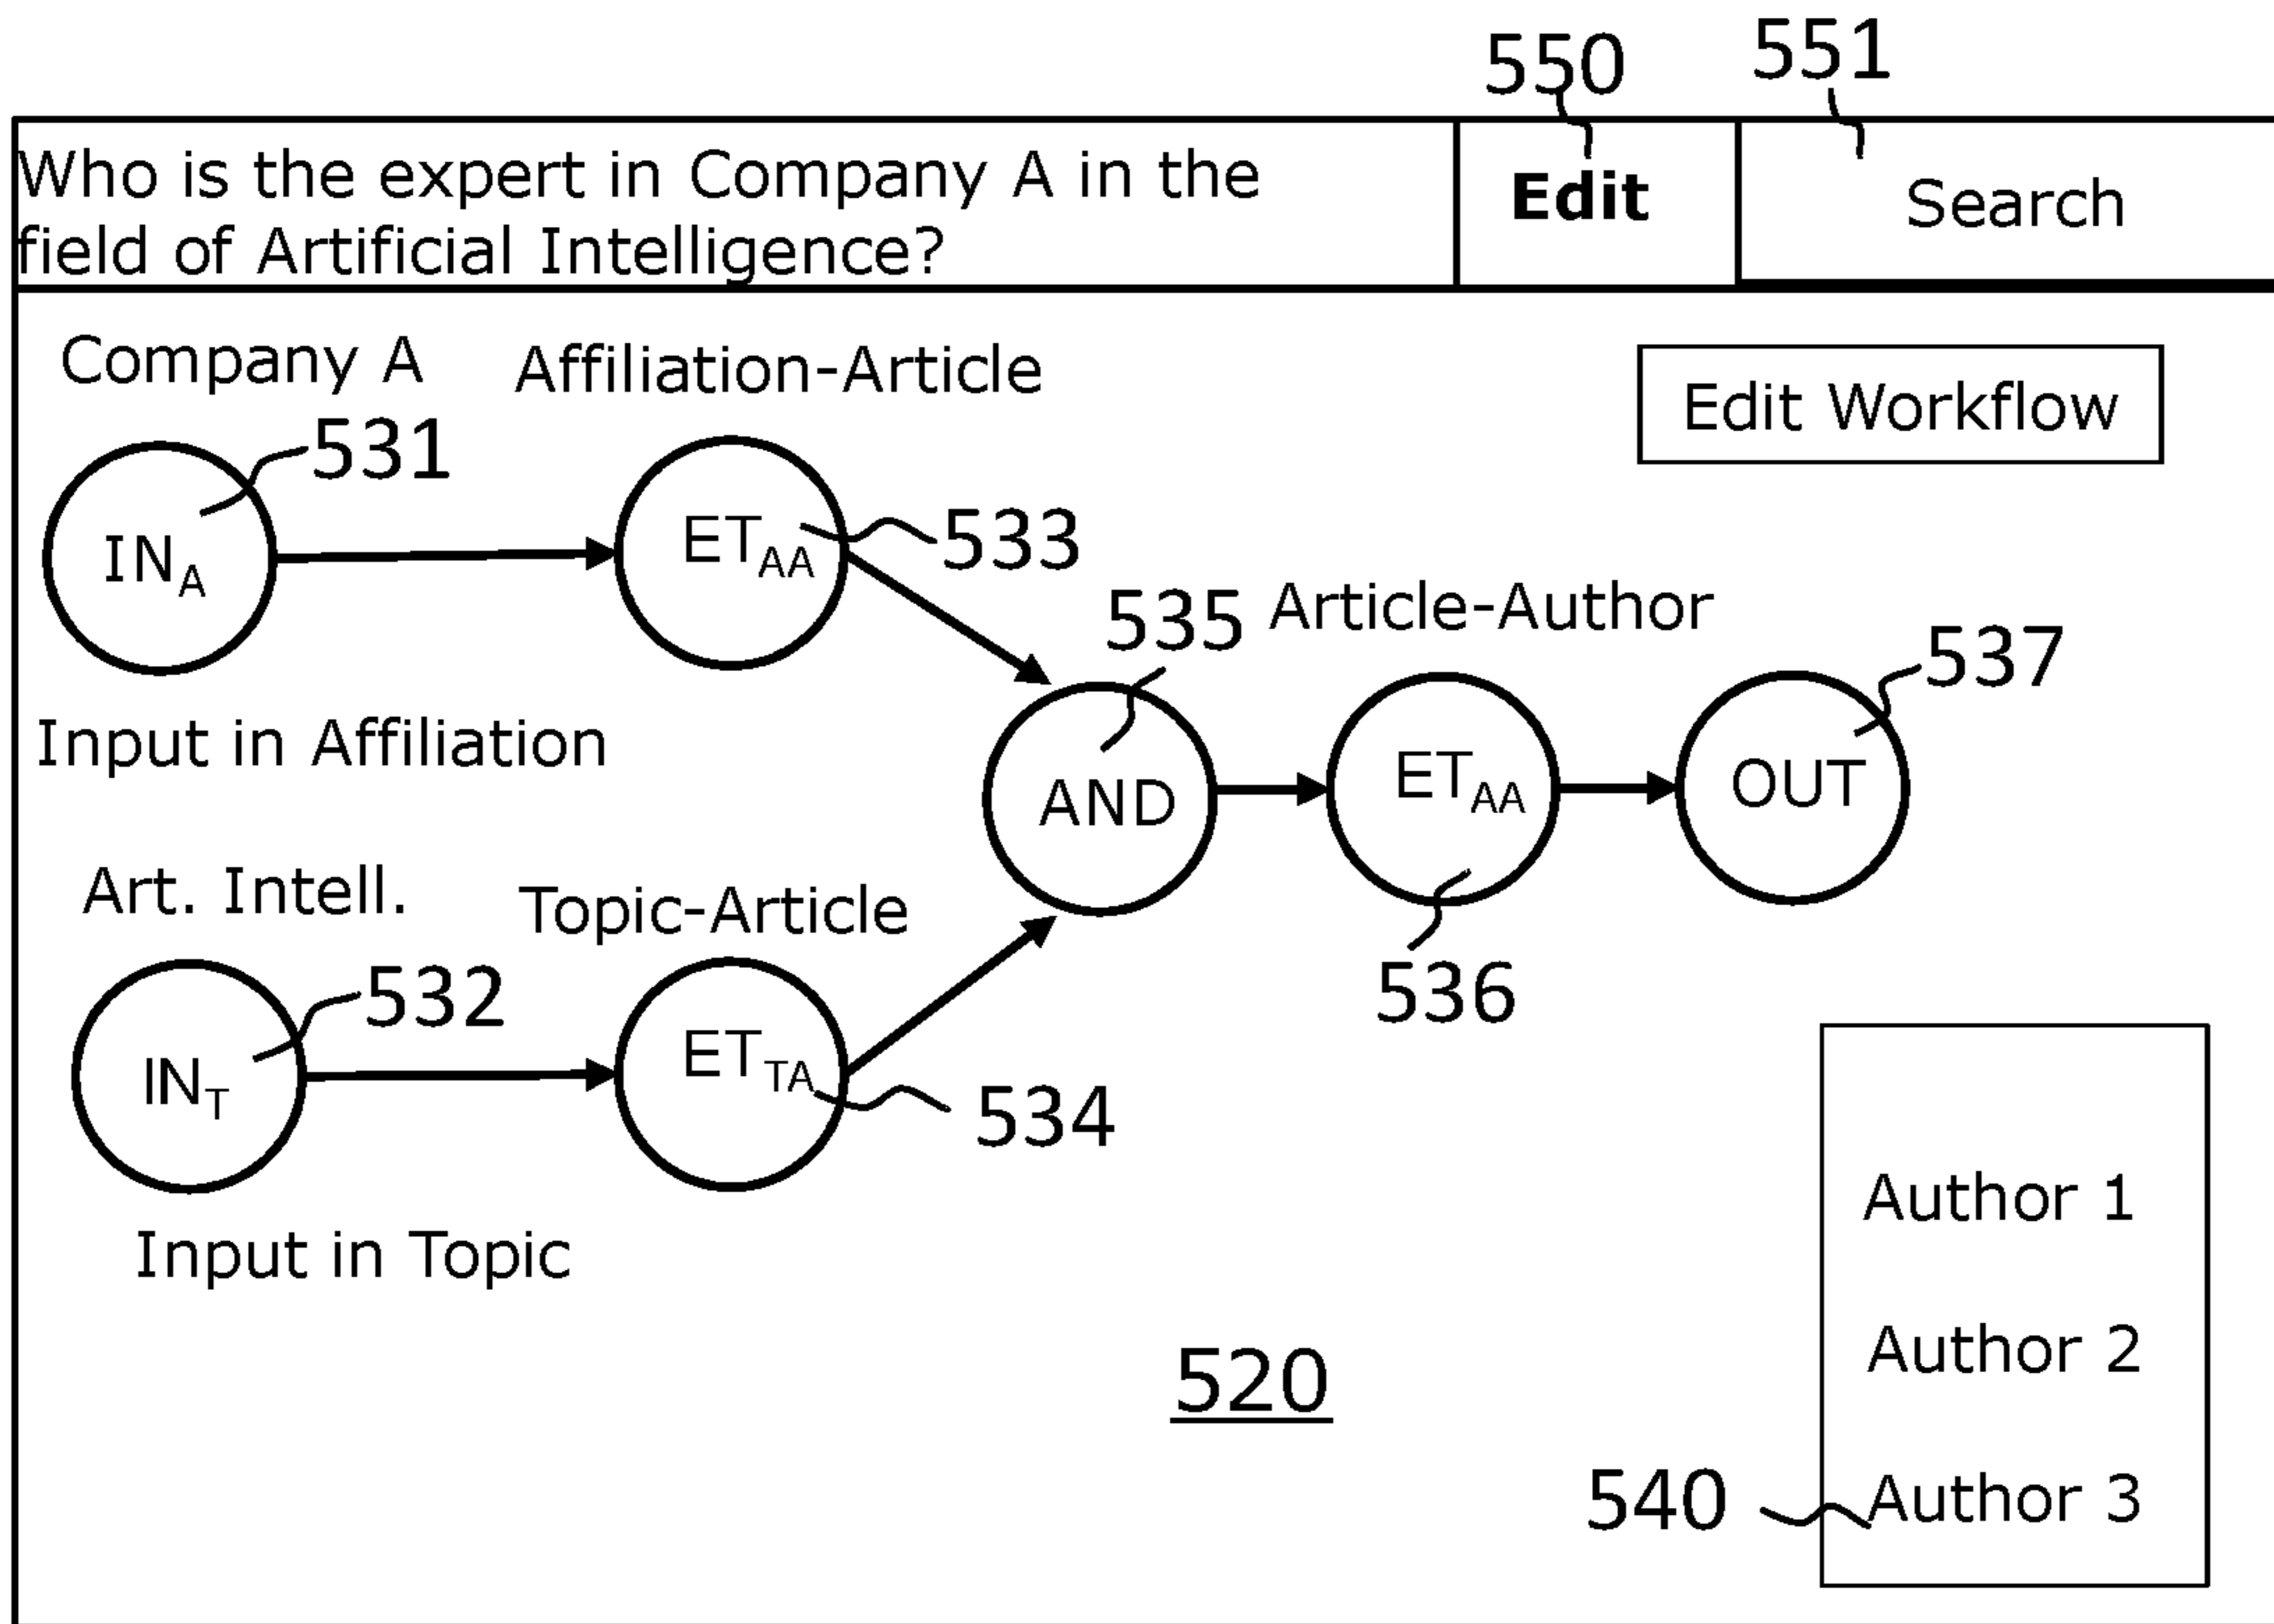 550
551
Who is the expert in Company A in the
field of Artificial Intelligence?
Edit
Search
Company A
Affiliation-Article
Edit Workflow
531
IN_A
ET_AA
533
535
Article-Author
537
Input in Affiliation
AND
ET_AA
OUT
Art. Intell.
Topic-Article
532
536
IN_T
ET_TA
534
Input in Topic
Author 1
520
Author 2
540
Author 3